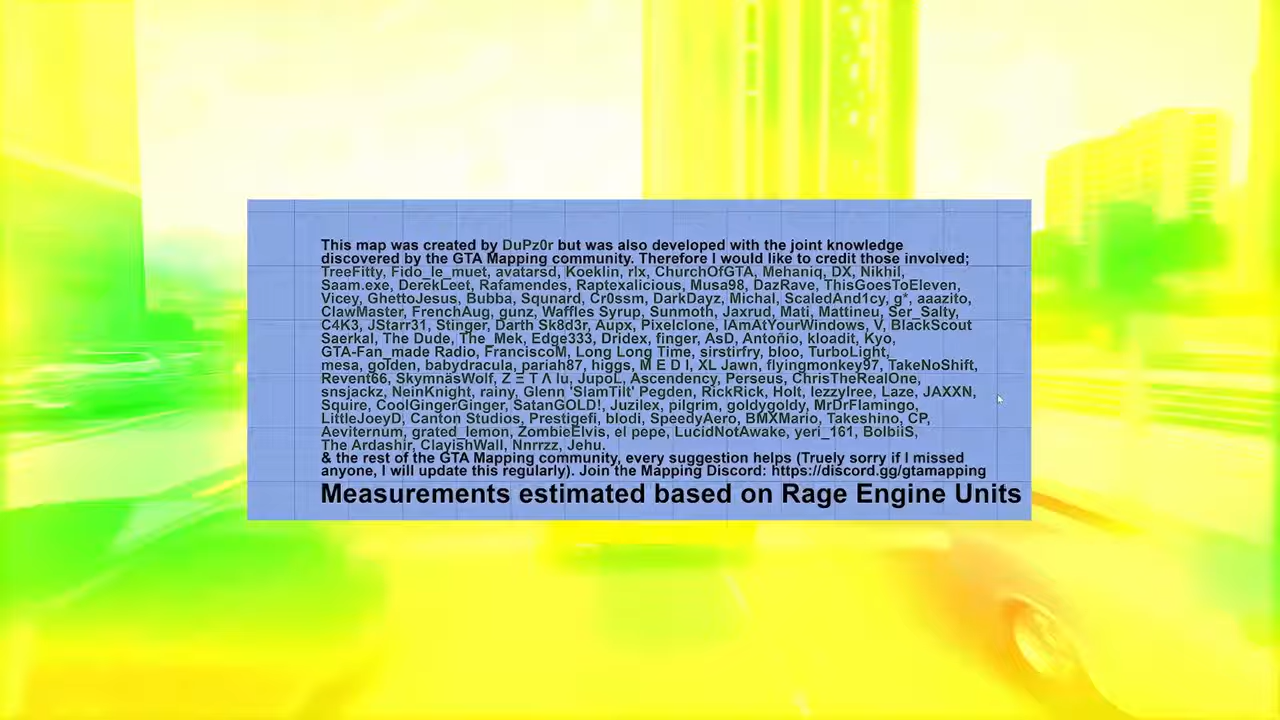 This map was created by DuPz0r but was also developed with the joint knowledge
discovered by the GTA Mapping community. Therefore I would like to credit those involved;
TreeFitty, Fido_le_muet, avatarsd, Koeklin, rlx, ChurchOfGTA, Mehaniq, DX, Nikhil,
Saam.exe, DerekLeet, Rafamendes, Raptexalicious, Musa98, DazRave, ThisGoesToEleven,
Vicey, GhettoJesus, Bubba, Squnard, Cr0ssm, DarkDayz, Michal, ScaledAnd1cy, g*, aaazito,
ClawMaster, FrenchAug, gunz, Waffles Syrup, Sunmoth, Jaxrud, Mati, Mattineu, Ser_Salty,
C4K3, JStarr31, Stinger, Darth Sk8d3r, Aupx, Pixelclone, IAmAtYourWindows, V, BlackScout
Saerkal, The Dude, The_Mek, Edge333, Dridex, finger, AsD, Antoñio, kloadit, Kyo,
GTA-Fan_made Radio, FranciscoM, Long Long Time, sirstirfry, bloo, TurboLight,
mesa, golden, babydracula, pariah87, higgs, M E D I, XL Jawn, flyingmonkey97, TakeNoShift,
Revent66, SkymnasWolf, Z Ξ T Λ lu, JupoL, Ascendency, Perseus, ChrisTheRealOne,
snsjackz, NeinKnight, rainy, Glenn 'SlamTilt' Pegden, RickRick, Holt, lezzylree, Laze, JAXXN,
Squire, CoolGingerGinger, SatanGOLD!, Juzilex, pilgrim, goldygoldy, MrDrFlamingo,
LittleJoeyD, Canton Studios, Prestigefi, blodi, SpeedyAero, BMXMario, Takeshino, CP,
Aeviternum, grated_lemon, ZombieElvis, el pepe, LucidNotAwake, yeri_161, BolbiiS,
The Ardashir, ClayishWall, Nnrrzz, Jehu.
& the rest of the GTA Mapping community, every suggestion helps (Truely sorry if I missed
anyone, I will update this regularly). Join the Mapping Discord: https://discord.gg/gtamapping
Measurements estimated based on Rage Engine Units